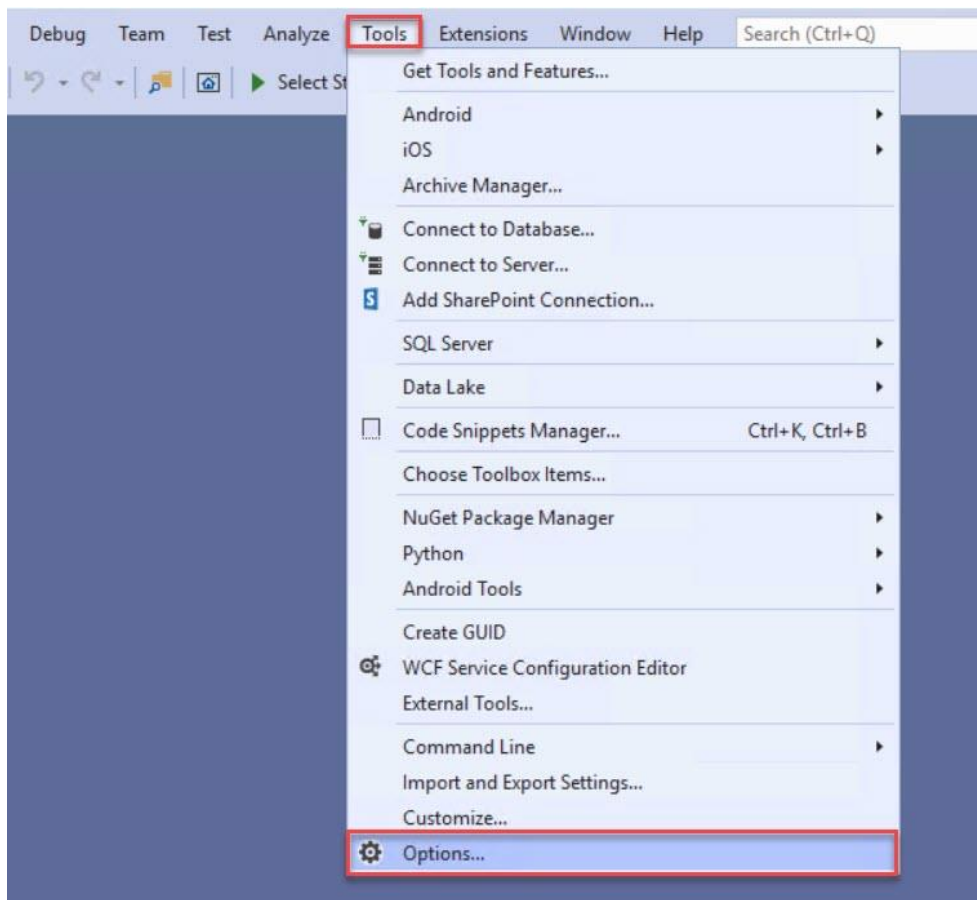 Debug Team Test Analyze Tools Extensions Window Help Search (Ctrl+Q)
Select St
Get Tools and Features...
Android
iOS
Archive Manager...
Connect to Database...
Connect to Server...
Add SharePoint Connection...
SQL Server
Data Lake
Code Snippets Manager... Ctrl+K, Ctrl+B
Choose Toolbox Items...
NuGet Package Manager
Python
Android Tools
Create GUID
WCF Service Configuration Editor
External Tools...
Command Line
Import and Export Settings...
Customize...
Options...